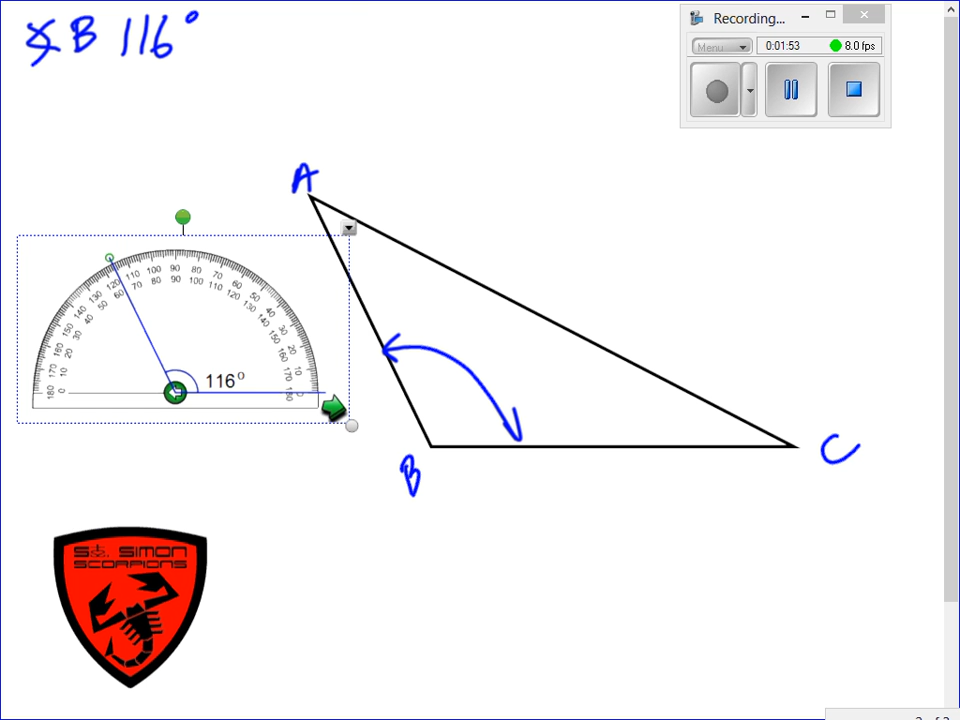 ∡B 116°
Recording...
Menu
0:01:53
8.0 fps
A
116°
B
C
ST. SIMON
SCORPIONS